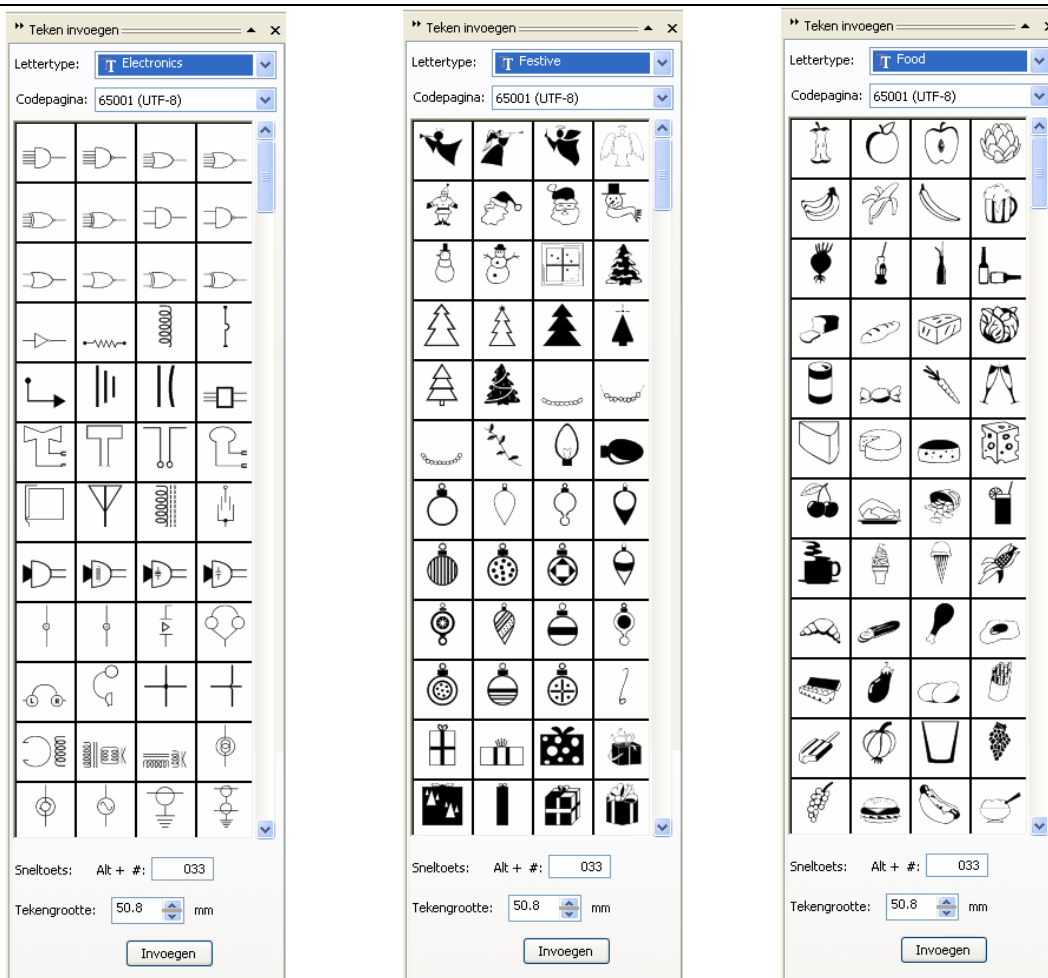 Teken invoegen
Lettertype: Electronics
Codepagina: 65001 (UTF-8)
L R
Sneltoets: Alt + #: 033
Tekengrootte: 50.8 mm
Invoegen
Teken invoegen
Lettertype: Festive
Codepagina: 65001 (UTF-8)
Sneltoets: Alt + #: 033
Tekengrootte: 50.8 mm
Invoegen
Teken invoegen
Lettertype: Food
Codepagina: 65001 (UTF-8)
Sneltoets: Alt + #: 033
Tekengrootte: 50.8 mm
Invoegen